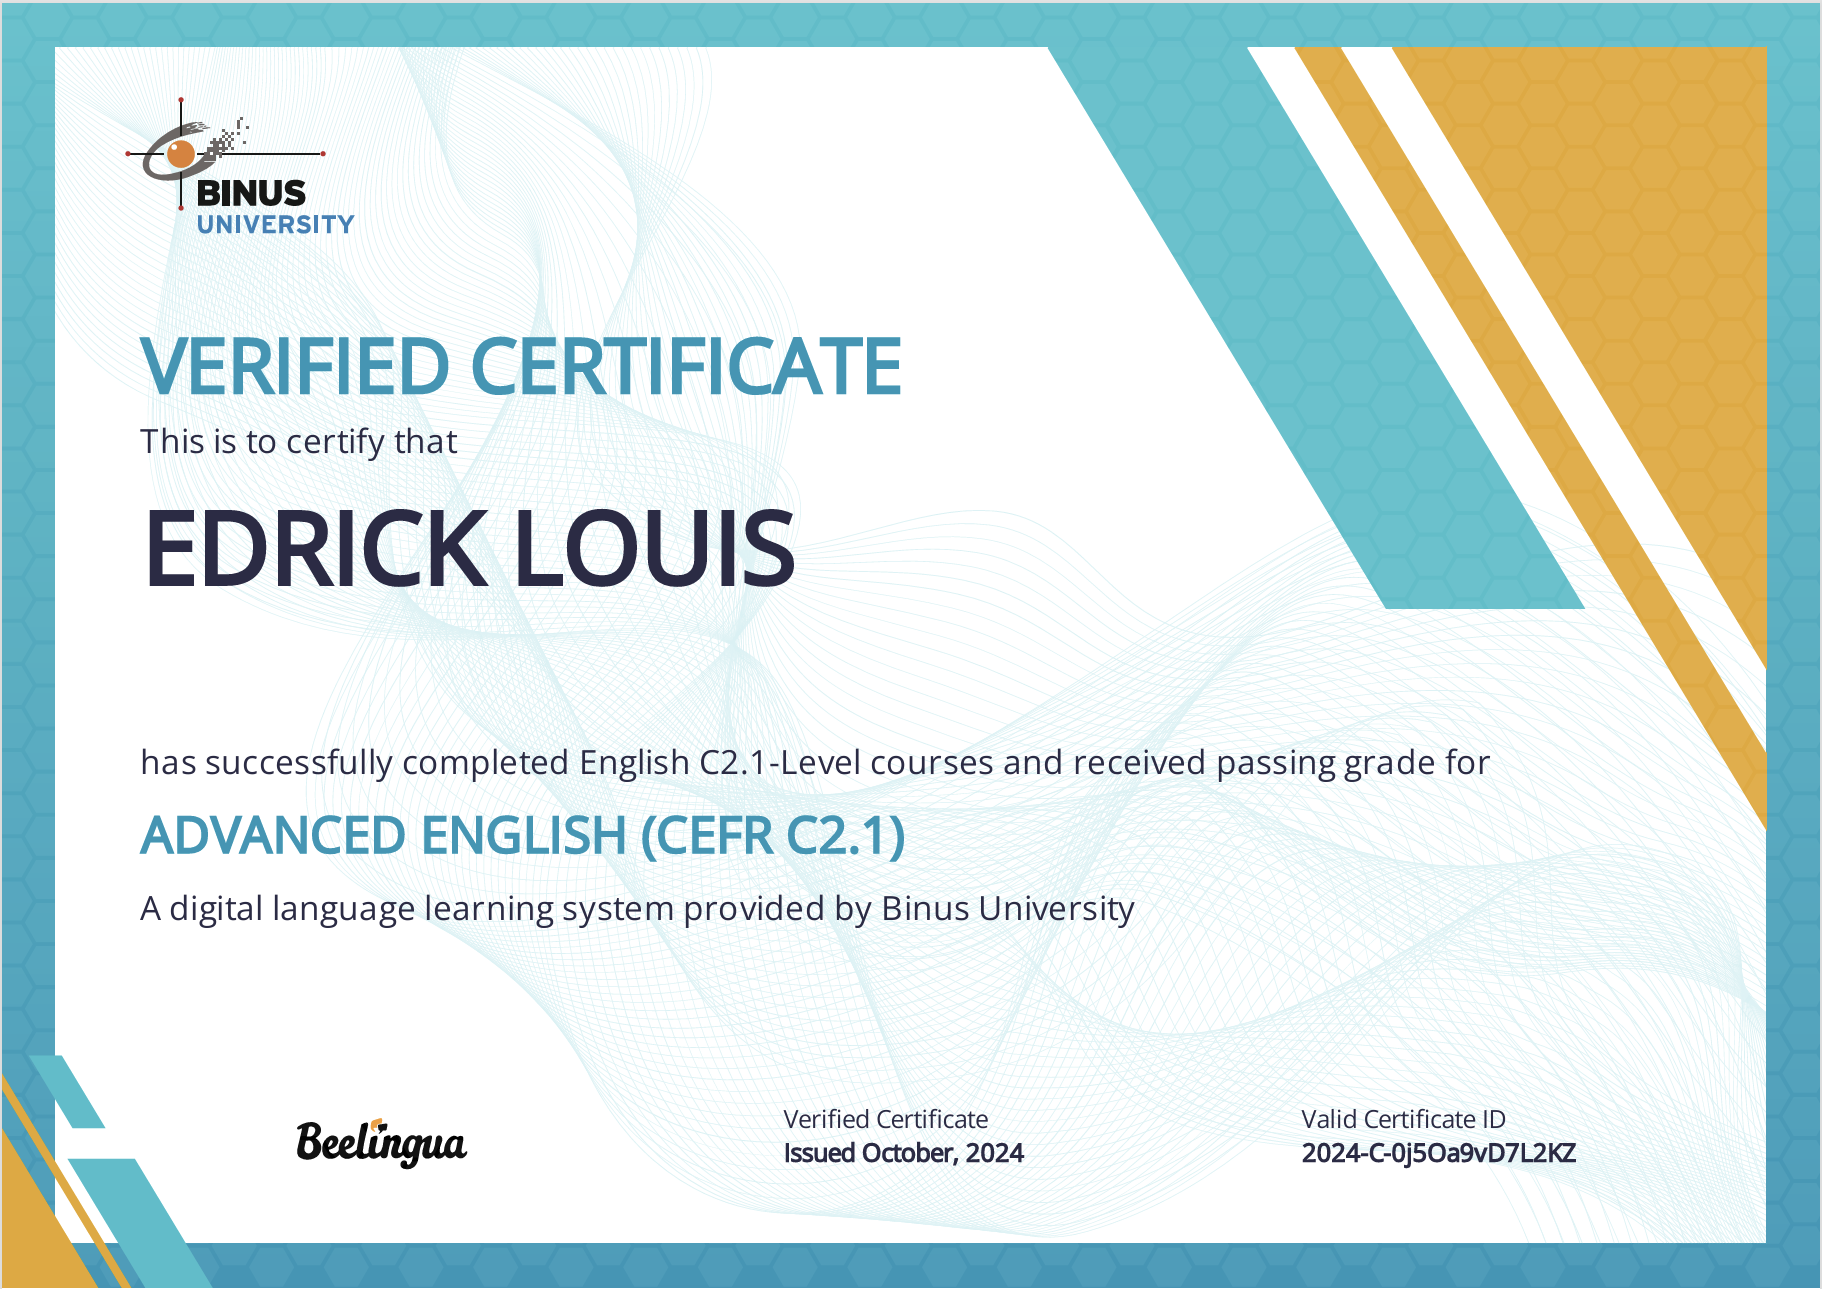 BINUS
UNIVERSITY
VERIFIED CERTIFICATE
This is to certify that
EDRICK LOUIS
has successfully completed English C2.1-Level courses and received passing grade for
ADVANCED ENGLISH (CEFR C2.1)
A digital language learning system provided by Binus University
Beelingua
Verified Certificate
Issued October, 2024
Valid Certificate ID
2024-C-0j5Oa9vD7L2KZ